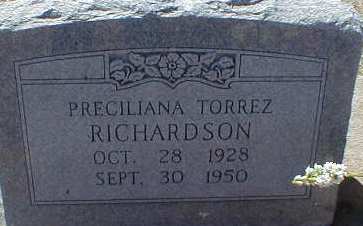 PRECILIANA TORREZ
RICHARDSON
OCT. 28 1928
SEPT. 30 1950